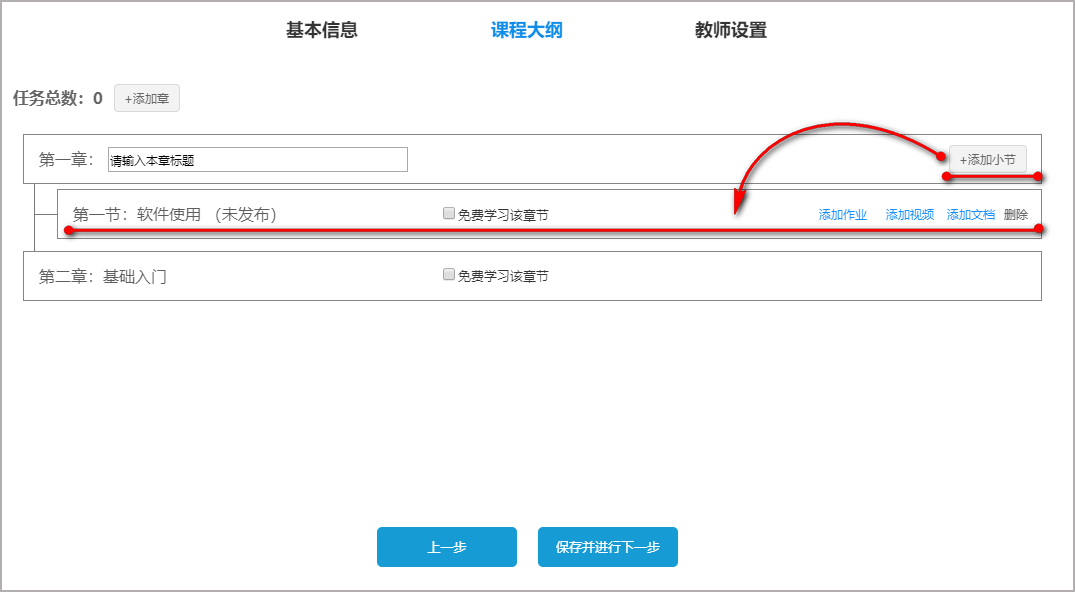 基本信息 课程大纲 教师设置
任务总数：0 +添加章
第一章： 请输入本章标题 +添加小节
第一节：软件使用 （未发布） 免费学习该章节 添加作业 添加视频 添加文档 删除
第二章：基础入门 免费学习该章节
上一步 保存并进行下一步